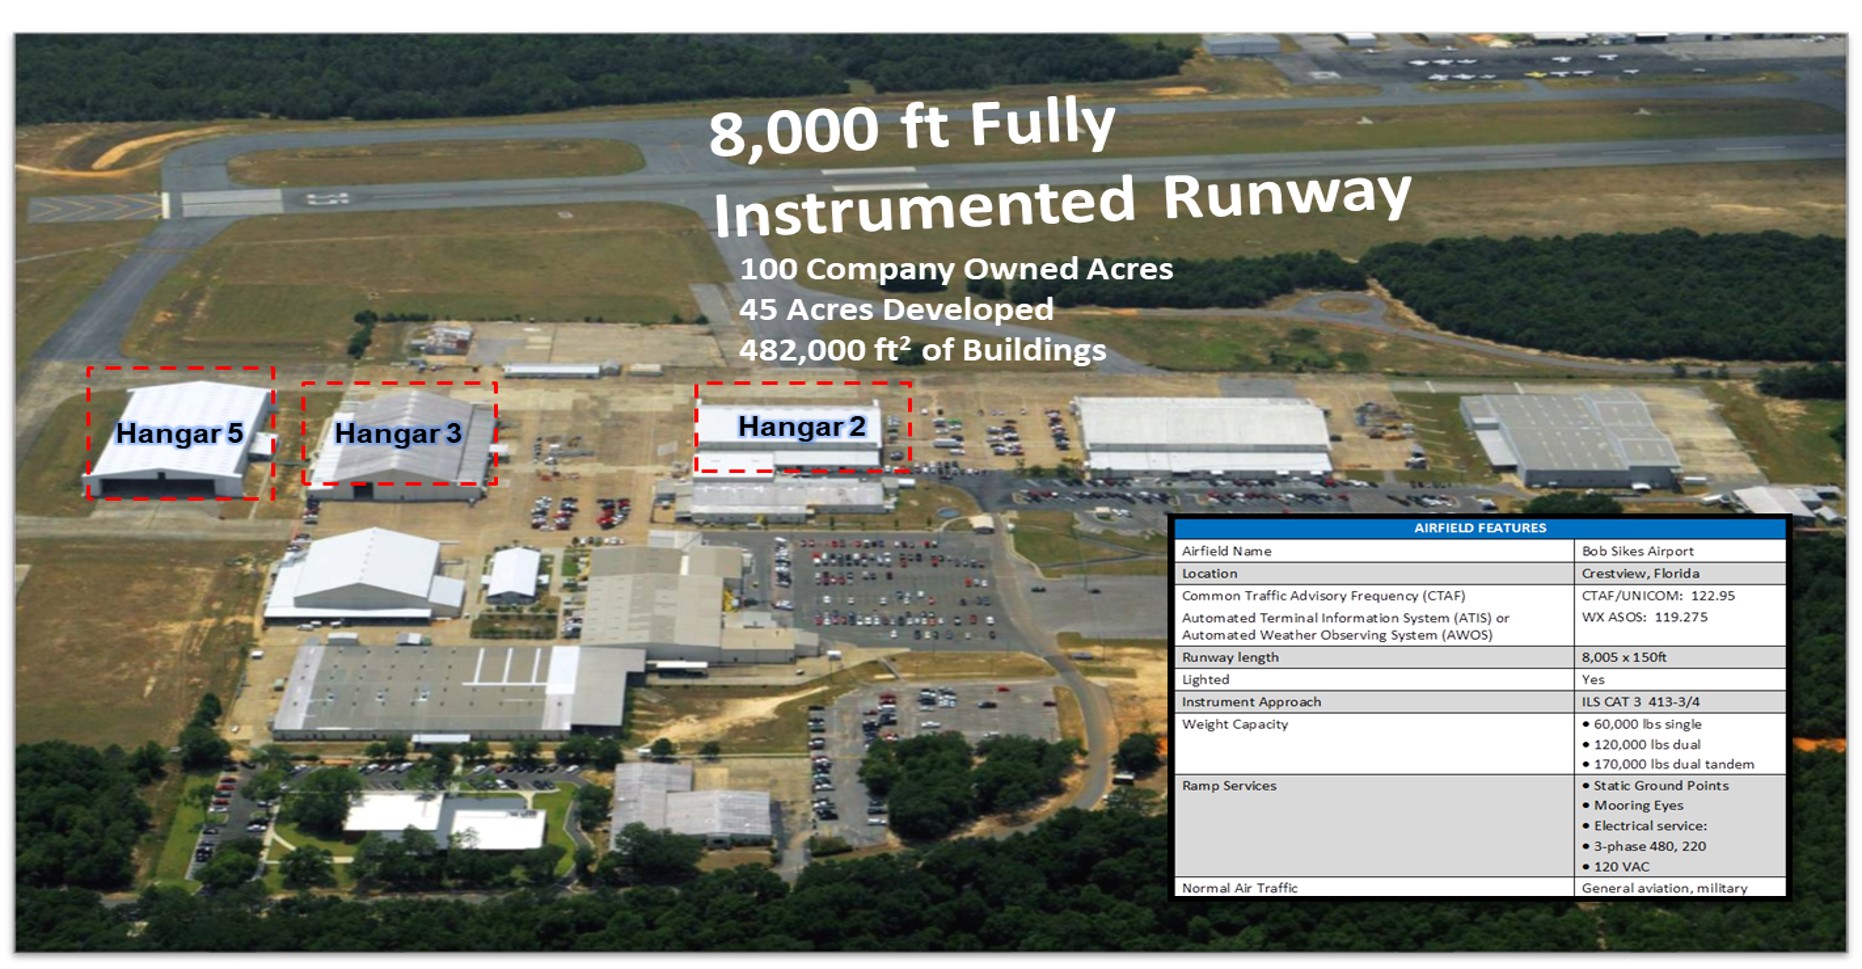 8,000 ft Fully
Instrumented Runway
100 Company Owned Acres
45 Acres Developed
482,000 ft² of Buildings
Hangar 5
Hangar 3
Hangar 2
AIRFIELD FEATURES
Airfield Name Bob Sikes Airport
Location Crestview, Florida
Common Traffic Advisory Frequency (CTAF) CTAF/UNICOM: 122.95
Automated Terminal Information System (ATIS) or WX ASOS: 119.275
Automated Weather Observing System (AWOS)
Runway length 8,005 x 150ft
Lighted Yes
Instrument Approach ILS CAT 3 413-3/4
Weight Capacity • 60,000 lbs single
• 120,000 lbs dual
• 170,000 lbs dual tandem
Ramp Services • Static Ground Points
• Mooring Eyes
• Electrical service:
• 3-phase 480, 220
• 120 VAC
Normal Air Traffic General aviation, military